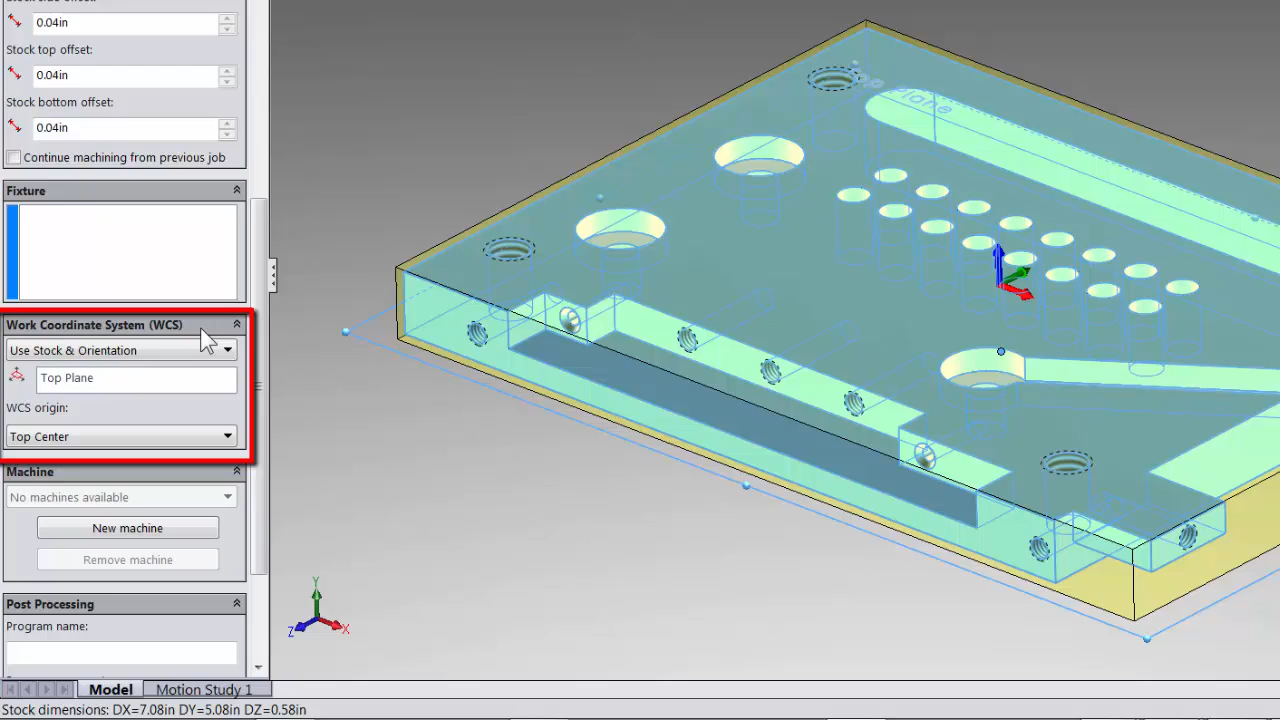 0.04in
Stock top offset:
0.04in
Stock bottom offset:
0.04in
Continue machining from previous job
Fixture
Work Coordinate System (WCS)
Use Stock & Orientation
Top Plane
WCS origin:
Top Center
Machine
No machines available
New machine
Remove machine
Post Processing
Program name:
Plane
Y
Z
X
Model
Motion Study 1
Stock dimensions: DX=7.08in DY=5.08in DZ=0.58in